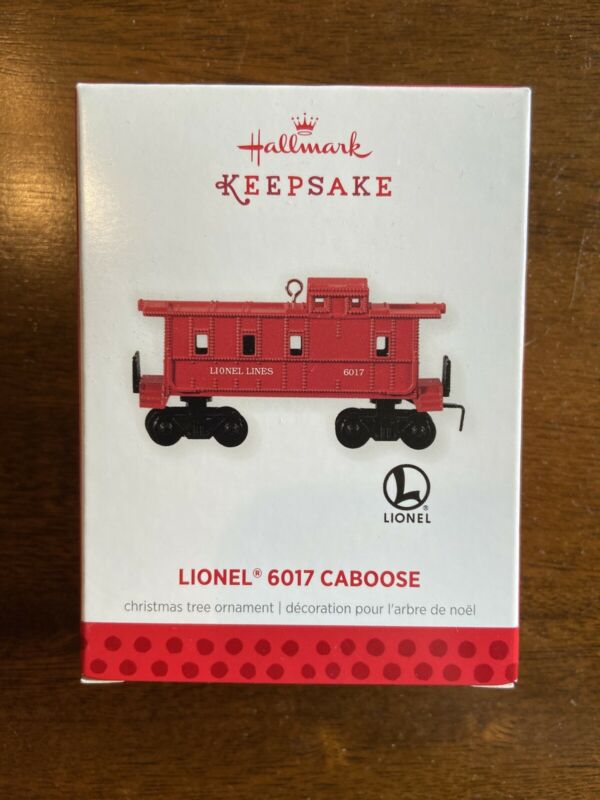 Hallmark
KEEPSAKE
LIONEL LINES 6017
L
®
LIONEL
LIONEL® 6017 CABOOSE
christmas tree ornament | décoration pour l'arbre de noël